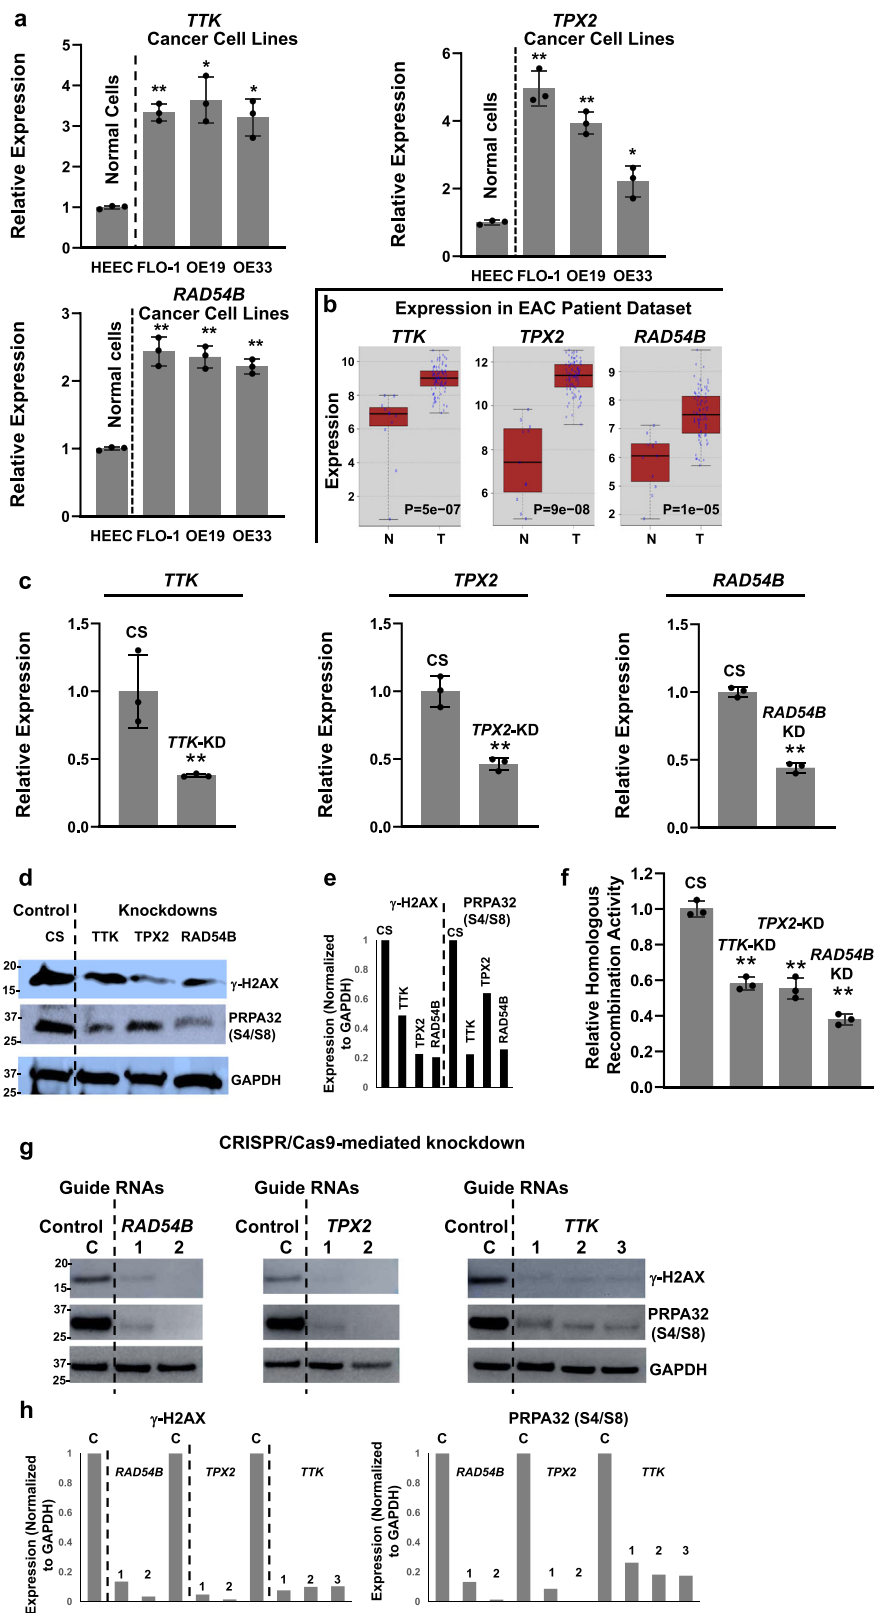 a
TTK
Cancer Cell Lines
Relative Expression
5
4
3
2
1
0
Normal Cells
**
*
*
HEEC FLO-1 OE19 OE33
TPX2
Cancer Cell Lines
Relative Expression
6
4
2
0
Normal cells
**
**
*
HEEC FLO-1 OE19 OE33
RAD54B
Cancer Cell Lines
Relative Expression
3
2
1
0
Normal cells
**
**
**
HEEC FLO-1 OE19 OE33
b
Expression in EAC Patient Dataset
Expression
TTK
10
8
6
4
2
P=5e−07
N T
TPX2
12
10
8
6
P=9e−08
N T
RAD54B
9
8
7
6
5
4
3
2
P=1e−05
N T
c
TTK
Relative Expression
1.5
1.0
0.5
0.0
CS
TTK-KD
**
TPX2
Relative Expression
1.5
1.0
0.5
0.0
CS
TPX2-KD
**
RAD54B
Relative Expression
1.5
1.0
0.5
0.0
CS
RAD54B
KD
**
d
Control Knockdowns
CS TTK TPX2 RAD54B
20
15
γ-H2AX
37
25
PRPA32
(S4/S8)
37
25
GAPDH
e
Expression (Normalized
to GAPDH)
γ-H2AX
PRPA32
(S4/S8)
1
0.8
0.6
0.4
0.2
0
CS
TTK
TPX2
RAD54B
CS
TTK
TPX2
RAD54B
f
Relative Homologous
Recombination Activity
1.2
1.0
0.8
0.6
0.4
0.2
0.0
CS
TTK-KD
**
TPX2-KD
**
RAD54B
KD
**
CRISPR/Cas9-mediated knockdown
g
Guide RNAs
Control RAD54B
C 1 2
20
15
37
25
37
25
Guide RNAs
Control TPX2
C 1 2
Guide RNAs
Control TTK
C 1 2 3
γ-H2AX
PRPA32
(S4/S8)
GAPDH
h
γ-H2AX
Expression (Normalized
to GAPDH)
1
0.8
0.6
0.4
0.2
0
C
RAD54B
1 2
C
TPX2
1 2
C
TTK
1 2 3
PRPA32 (S4/S8)
Expression (Normalized
to GAPDH)
1
0.8
0.6
0.4
0.2
0
C
RAD54B
1 2
C
TPX2
1 2
C
TTK
1 2 3